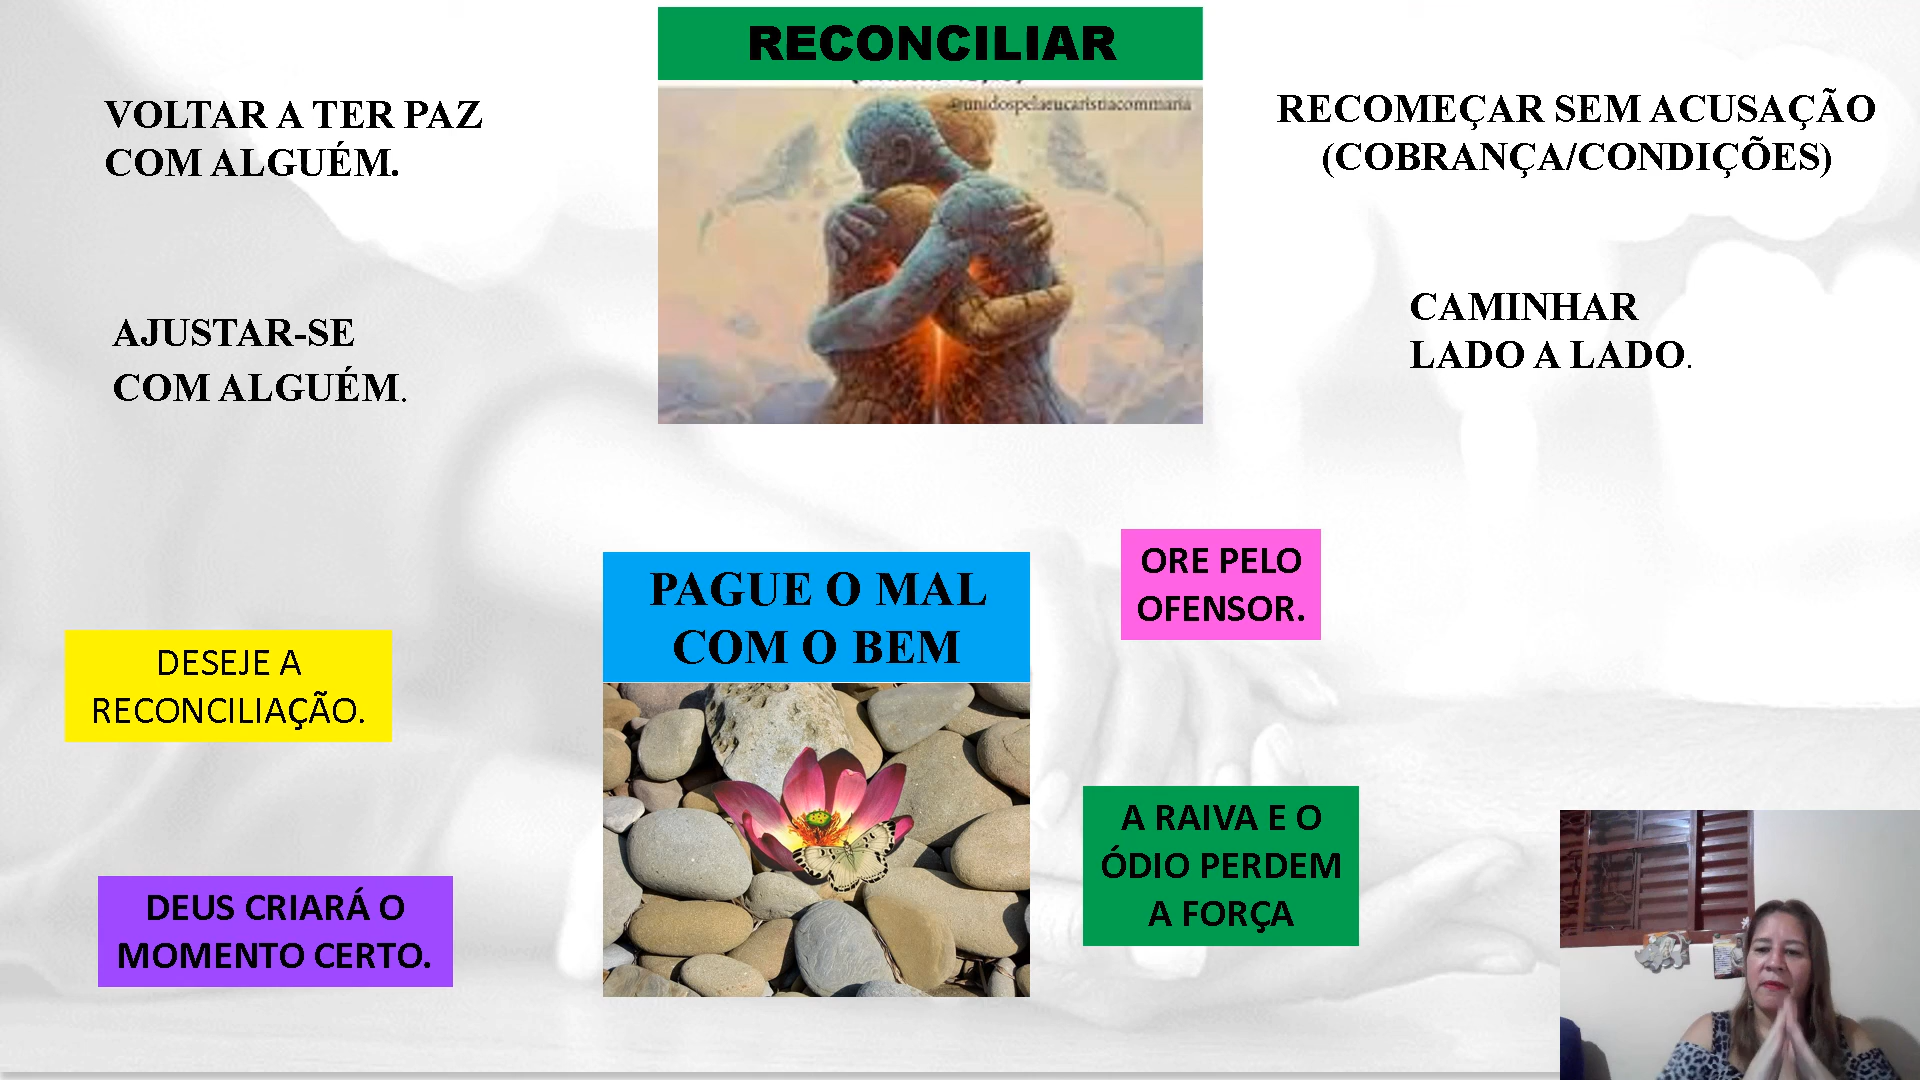 RECONCILIAR
@unidospelaeucaristiacommaria
VOLTAR A TER PAZ
COM ALGUÉM.
RECOMEÇAR SEM ACUSAÇÃO
(COBRANÇA/CONDIÇÕES)
AJUSTAR-SE
COM ALGUÉM.
CAMINHAR
LADO A LADO.
PAGUE O MAL
COM O BEM
ORE PELO
OFENSOR.
DESEJE A
RECONCILIAÇÃO.
A RAIVA E O
ÓDIO PERDEM
A FORÇA
DEUS CRIARÁ O
MOMENTO CERTO.